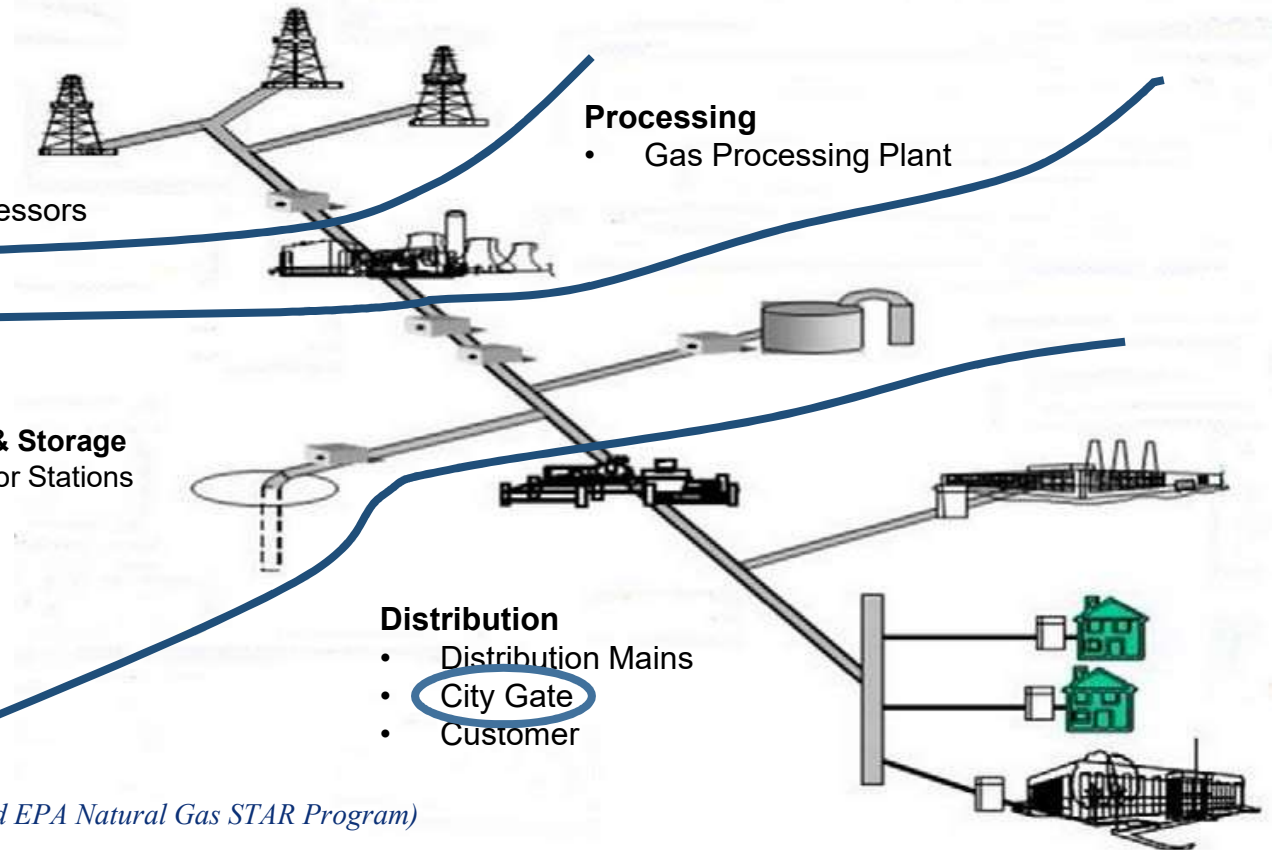 Processing
• Gas Processing Plant
essors
& Storage
or Stations
Distribution
• Distribution Mains
• City Gate
• Customer
d EPA Natural Gas STAR Program)